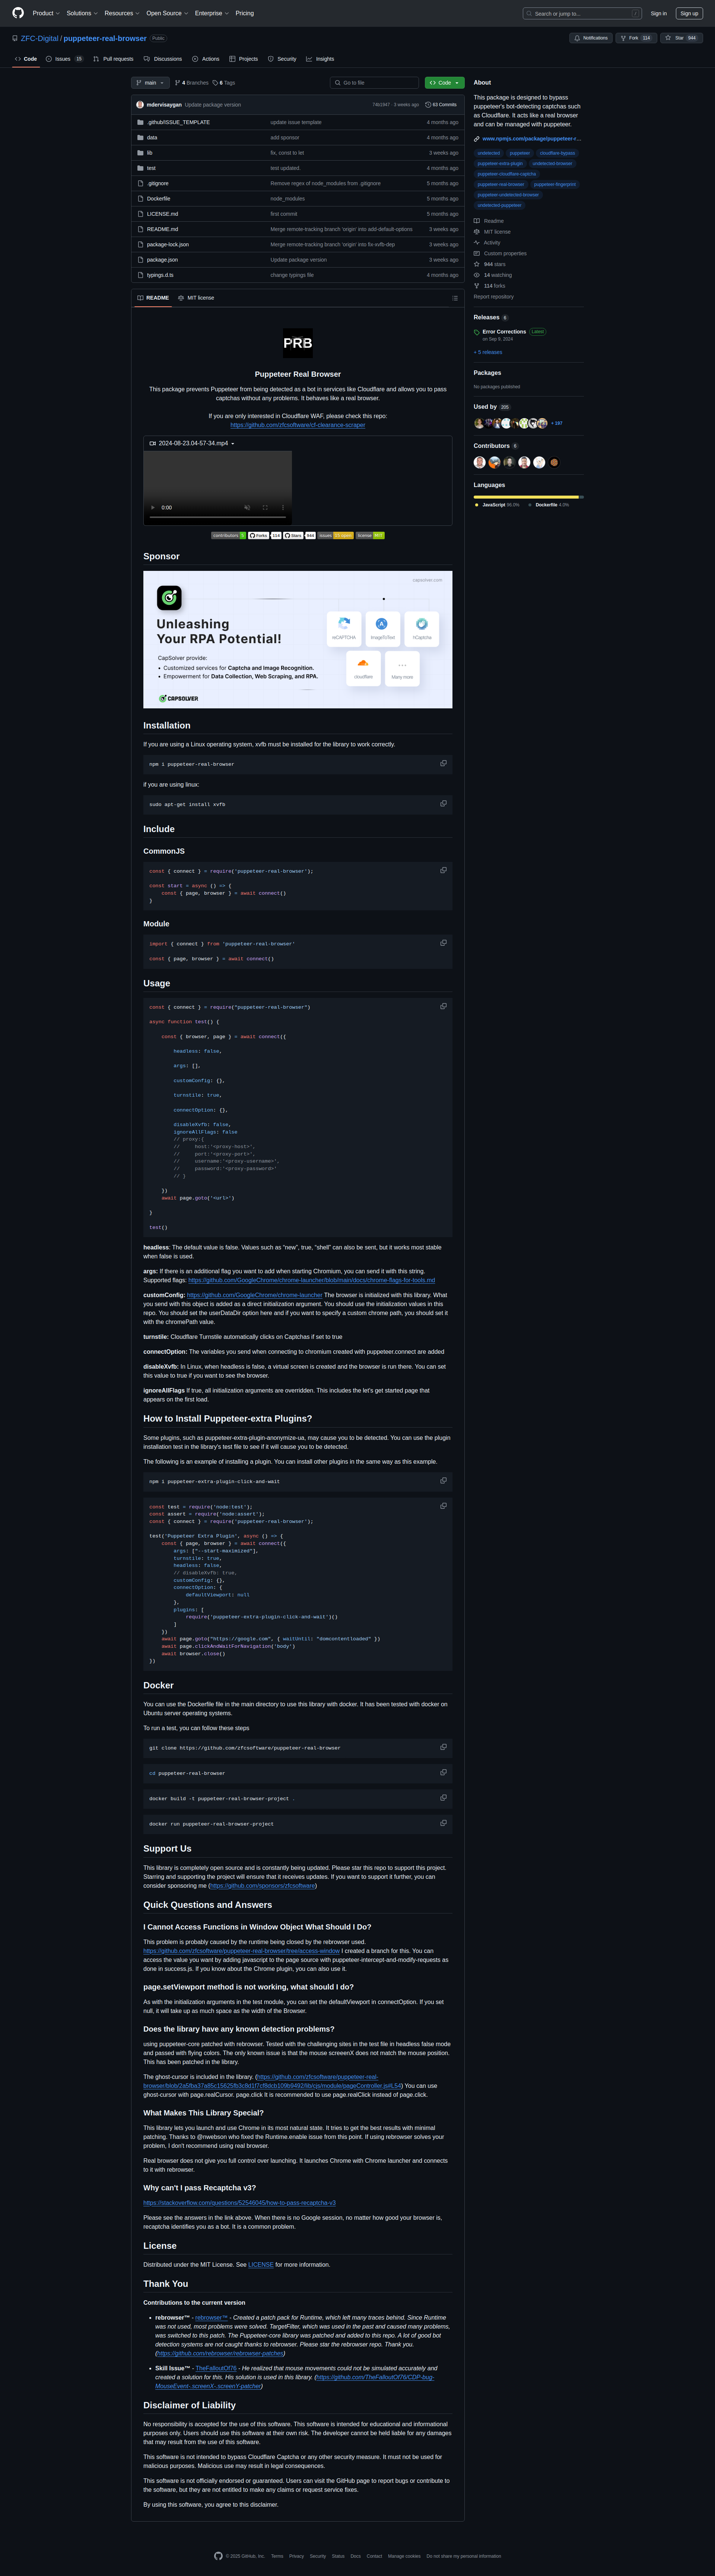 Product Solutions Resources Open Source Enterprise Pricing
Search or jump to...
Sign in
Sign up
ZFC-Digital / puppeteer-real-browser Public
Notifications Fork 114 Star 944
Code Issues 15 Pull requests Discussions Actions Projects Security Insights
main 4 Branches 6 Tags Go to file Code
mdervisaygan Update package version 74b1947 · 3 weeks ago 63 Commits
.github/ISSUE_TEMPLATE update issue template 4 months ago
data add sponsor 4 months ago
lib fix, const to let 3 weeks ago
test test updated. 4 months ago
.gitignore Remove regex of node_modules from .gitignore 5 months ago
Dockerfile node_modules 5 months ago
LICENSE.md first commit 5 months ago
README.md Merge remote-tracking branch 'origin' into add-default-options 3 weeks ago
package-lock.json Merge remote-tracking branch 'origin' into fix-xvfb-dep 3 weeks ago
package.json Update package version 3 weeks ago
typings.d.ts change typings file 4 months ago
README MIT license
PRB
Puppeteer Real Browser
This package prevents Puppeteer from being detected as a bot in services like Cloudflare and allows you to pass
captchas without any problems. It behaves like a real browser.
If you are only interested in Cloudflare WAF, please check this repo:
https://github.com/zfcsoftware/cf-clearance-scraper
2024-08-23.04-57-34.mp4
0:00
contributors Forks 114 Stars 944 issues license MIT
Sponsor
capsolver.com
Unleashing
Your RPA Potential!
CapSolver provide:
• Customized services for Captcha and Image Recognition.
• Empowerment for Data Collection, Web Scraping, and RPA.
CAPSOLVER
reCAPTCHA
ImageToText
hCaptcha
cloudflare
Many more
Installation
If you are using a Linux operating system, xvfb must be installed for the library to work correctly.
npm i puppeteer-real-browser
if you are using linux:
sudo apt-get install xvfb
Include
CommonJS
const { connect } = require('puppeteer-real-browser');
const start = async () => {
const { page, browser } = await connect()
}
Module
import { connect } from 'puppeteer-real-browser'
const { page, browser } = await connect()
Usage
const { connect } = require("puppeteer-real-browser")
async function test() {
const { browser, page } = await connect({
headless: false,
args: [],
customConfig: {},
turnstile: true,
connectOption: {},
disableXvfb: false,
ignoreAllFlags: false
// proxy:{
//     host:'<proxy-host>',
//     port:'<proxy-port>',
//     username:'<proxy-username>',
//     password:'<proxy-password>'
// }
})
await page.goto('<url>')
}
test()
headless: The default value is false. Values such as “new”, true, “shell” can also be sent, but it works most stable
when false is used.
args: If there is an additional flag you want to add when starting Chromium, you can send it with this string.
Supported flags: https://github.com/GoogleChrome/chrome-launcher/blob/main/docs/chrome-flags-for-tools.md
customConfig: https://github.com/GoogleChrome/chrome-launcher The browser is initialized with this library. What
you send with this object is added as a direct initialization argument. You should use the initialization values in this
repo. You should set the userDataDir option here and if you want to specify a custom chrome path, you should set it
with the chromePath value.
turnstile: Cloudflare Turnstile automatically clicks on Captchas if set to true
connectOption: The variables you send when connecting to chromium created with puppeteer.connect are added
disableXvfb: In Linux, when headless is false, a virtual screen is created and the browser is run there. You can set
this value to true if you want to see the browser.
ignoreAllFlags If true, all initialization arguments are overridden. This includes the let's get started page that
appears on the first load.
How to Install Puppeteer-extra Plugins?
Some plugins, such as puppeteer-extra-plugin-anonymize-ua, may cause you to be detected. You can use the plugin
installation in the library's test file to see if it will cause you to be detected.
The following is an example of installing a plugin. You can install other plugins in the same way as this example.
npm i puppeteer-extra-plugin-click-and-wait
const test = require('node:test');
const assert = require('node:assert');
const { connect } = require('puppeteer-real-browser');
test('Puppeteer Extra Plugin', async () => {
const { page, browser } = await connect({
args: ["--start-maximized"],
turnstile: true,
headless: false,
// disableXvfb: true,
customConfig: {},
connectOption: {
defaultViewport: null
},
plugins: [
require('puppeteer-extra-plugin-click-and-wait')()
]
})
await page.goto("https://google.com", { waitUntil: "domcontentloaded" })
await page.clickAndWaitForNavigation('body')
await browser.close()
})
Docker
You can use the Dockerfile file in the main directory to use this library with docker. It has been tested with docker on
Ubuntu server operating systems.
To run a test, you can follow these steps
git clone https://github.com/zfcsoftware/puppeteer-real-browser
cd puppeteer-real-browser
docker build -t puppeteer-real-browser-project .
docker run puppeteer-real-browser-project
Support Us
This library is completely open source and is constantly being updated. Please star this repo to support this project.
Starring and supporting the project will ensure that it receives updates. If you want to support it further, you can
consider sponsoring me (https://github.com/sponsors/zfcsoftware)
Quick Questions and Answers
I Cannot Access Functions in Window Object What Should I Do?
This problem is probably caused by the runtime being closed by the rebrowser used.
https://github.com/zfcsoftware/puppeteer-real-browser/tree/access-window I created a branch for this. You can
access the value you want by adding javascript to the page source with puppeteer-intercept-and-modify-requests as
done in success.js. If you know about the Chrome plugin, you can also use it.
page.setViewport method is not working, what should I do?
As with the initialization arguments in the test module, you can set the defaultViewport in connectOption. If you set
null, it will take up as much space as the width of the Browser.
Does the library have any known detection problems?
using puppeteer-core patched with rebrowser. Tested with the challenging sites in the test file in headless false mode
and passed with flying colors. The only known issue is that the mouse screeenX does not match the mouse position.
This has been patched in the library.
The ghost-cursor is included in the library. (https://github.com/zfcsoftware/puppeteer-real-
You can use
ghost-cursor with page.realCursor. page.click It is recommended to use page.realClick instead of page.click.
What Makes This Library Special?
This library lets you launch and use Chrome in its most natural state. It tries to get the best results with minimal
patching. Thanks to @nwebson who fixed the Runtime.enable issue from this point. If using rebrowser solves your
problem, I don't recommend using real browser.
Real browser does not give you full control over launching. It launches Chrome with Chrome launcher and connects
to it with rebrowser.
Why can't I pass Recaptcha v3?
https://stackoverflow.com/questions/52546045/how-to-pass-recaptcha-v3
Please see the answers in the link above. When there is no Google session, no matter how good your browser is,
recaptcha identifies you as a bot. It is a common problem.
License
Distributed under the MIT License. See LICENSE for more information.
Thank You
Contributions to the current version
• rebrowser™ - rebrowser™ - Created a patch pack for Runtime, which left many traces behind. Since Runtime
was not used, most problems were solved. TargetFilter, which was used in the past and caused many problems,
was switched to this patch. The Puppeteer-core library was patched and added to this repo. A lot of good bot
detection systems are not caught thanks to rebrowser. Please star the rebrowser repo. Thank you.
(https://github.com/rebrowser/rebrowser-patches)
• Skill Issue™ - TheFalloutOf76 - He realized that mouse movements could not be simulated accurately and
created a solution for this. His solution is used in this library. (https://github.com/TheFalloutOf76/CDP-bug-
MouseEvent-.screenX-.screenY-patcher)
Disclaimer of Liability
No responsibility is accepted for the use of this software. This software is intended for educational and informational
purposes only. Users should use this software at their own risk. The developer cannot be held liable for any damages
that may result from the use of this software.
This software is not intended to bypass Cloudflare Captcha or any other security measure. It must not be used for
malicious purposes. Malicious use may result in legal consequences.
This software is not officially endorsed or guaranteed. Users can visit the GitHub page to report bugs or contribute to
the software, but they are not entitled to make any claims or request service fixes.
By using this software, you agree to this disclaimer.
About
This package is designed to bypass
puppeteer's bot-detecting captchas such
as Cloudflare. It acts like a real browser
and can be managed with puppeteer.
www.npmjs.com/package/puppeteer-r…
undetected puppeteer cloudflare-bypass
puppeteer-extra-plugin undetected-browser
puppeteer-cloudflare-captcha
puppeteer-real-browser puppeteer-fingerprint
puppeteer-undetected-browser
undetected-puppeteer
Readme
MIT license
Activity
Custom properties
944 stars
14 watching
114 forks
Report repository
Releases 6
Error Corrections Latest
on Sep 9, 2024
+ 5 releases
Packages
No packages published
Used by 205
+ 197
Contributors 6
Languages
JavaScript 96.0% Dockerfile 4.0%
© 2025 GitHub, Inc. Terms Privacy Security Status Docs Contact Manage cookies Do not share my personal information